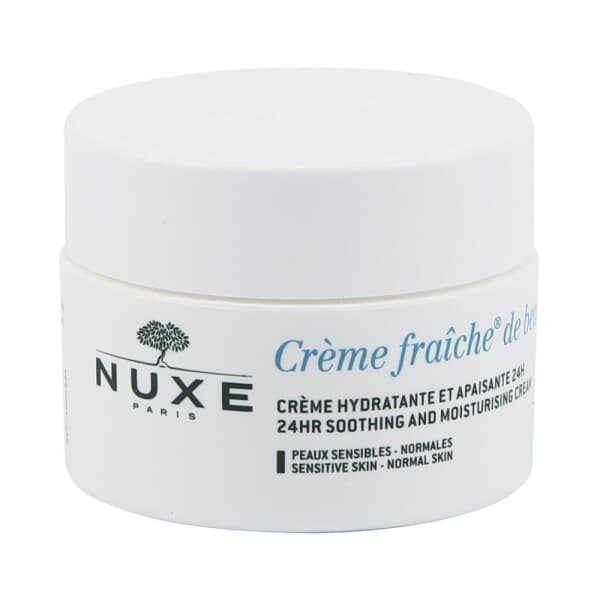 NUXE
PARIS
Crème fraîche® de
CRÈME HYDRATANTE ET APAISANTE 24H
24HR SOOTHING AND MOISTURISING CREAM
PEAUX SENSIBLES - NORMALES
SENSITIVE SKIN - NORMAL SKIN